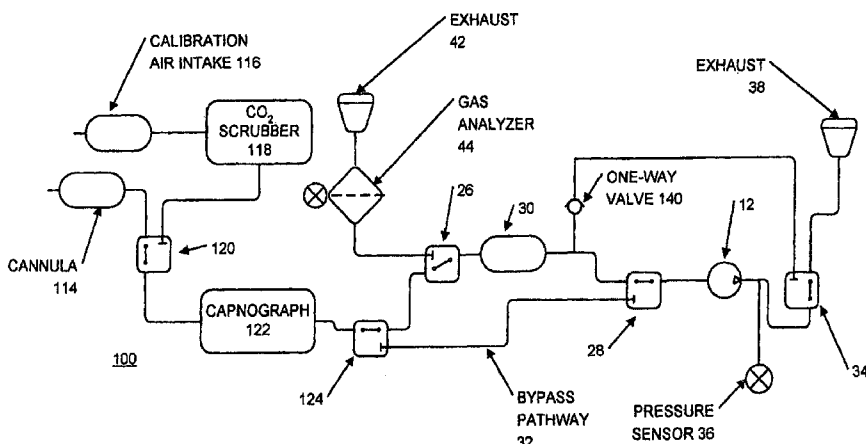 EXHAUST
42
CALIBRATION
AIR INTAKE 116
EXHAUST
38
CO2
SCRUBBER
118
GAS
ANALYZER
44
26
30
ONE-WAY
VALVE 140
12
120
CANNULA
114
CAPNOGRAPH
122
100
124
28
34
BYPASS
PATHWAY
32
PRESSURE
SENSOR 36